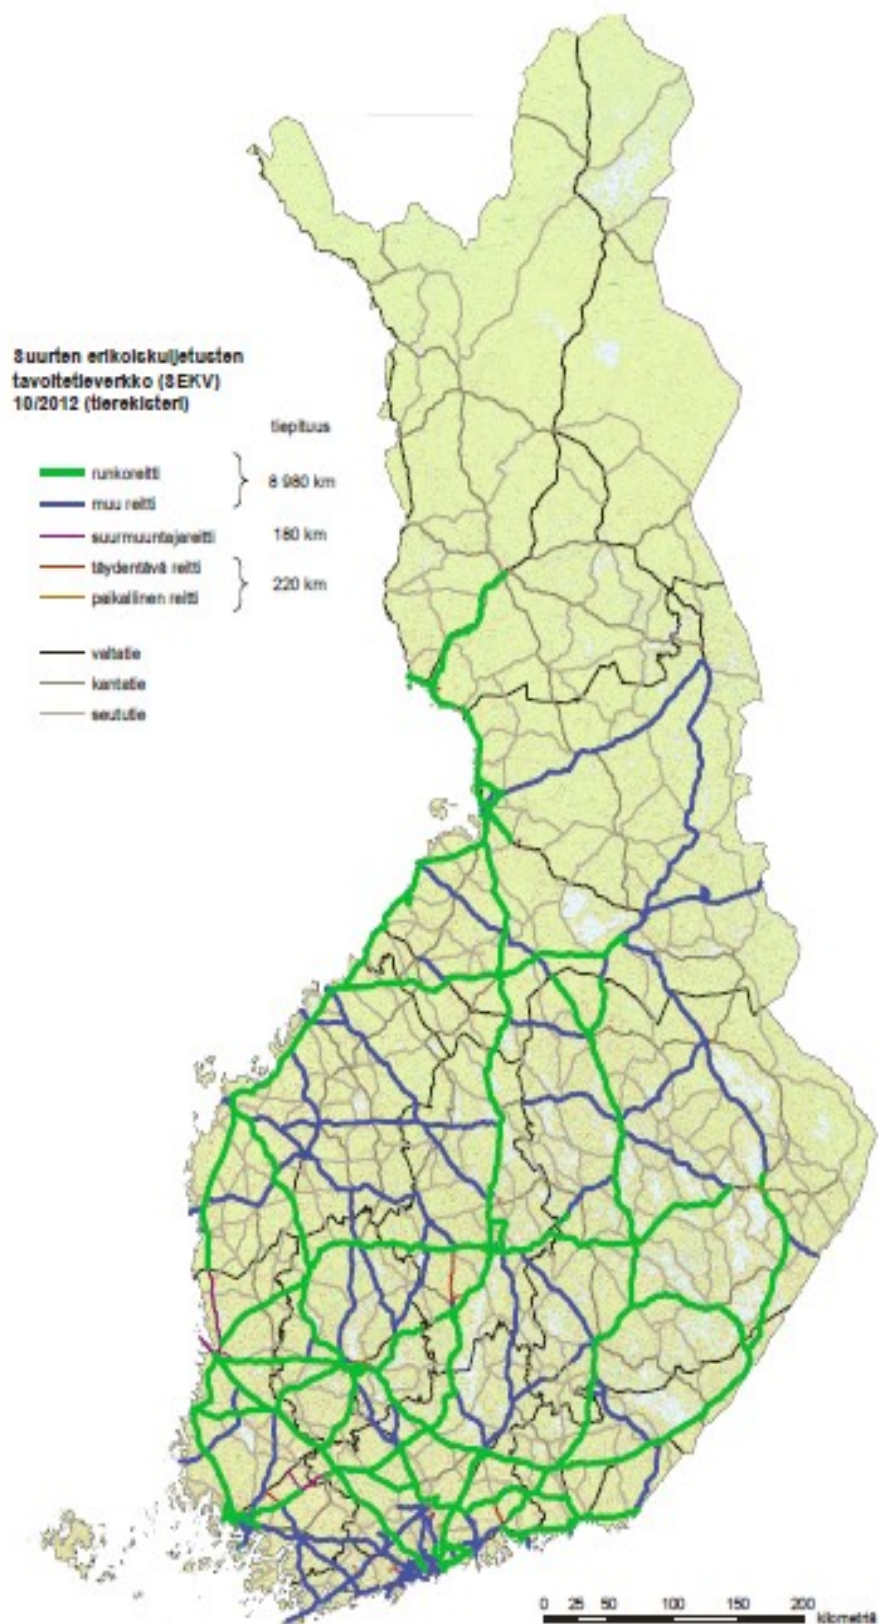 Suurten erikoiskuljetusten
tavoitetieverkko (SEKV)
10/2012 (tierekisteri)
tiepituus
runkoreitti
8 980 km
muu reitti
suurmuuntajareitti
180 km
täydentävä reitti
220 km
paikallinen reitti
valtatie
kantatie
seututie
0 25 50 100 150 200
kilometriä